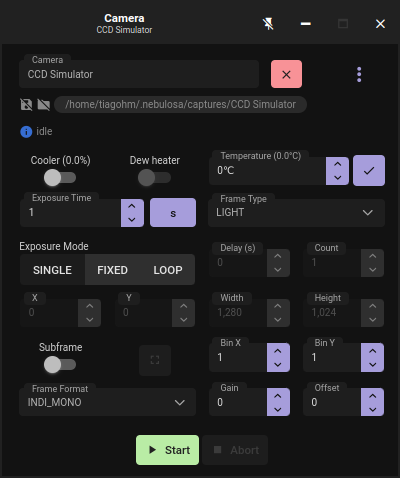 Camera
CCD Simulator
Camera
CCD Simulator
/home/tiagohm/.nebulosa/captures/CCD Simulator
idle
Cooler (0.0%)
Dew heater
Temperature (0.0°C)
0°C
Exposure Time
1
s
Frame Type
LIGHT
Exposure Mode
SINGLE FIXED LOOP
Delay (s)
0
Count
1
X
0
Y
0
Width
1,280
Height
1,024
Subframe
Bin X
1
Bin Y
1
Frame Format
INDI_MONO
Gain
0
Offset
0
Start
Abort